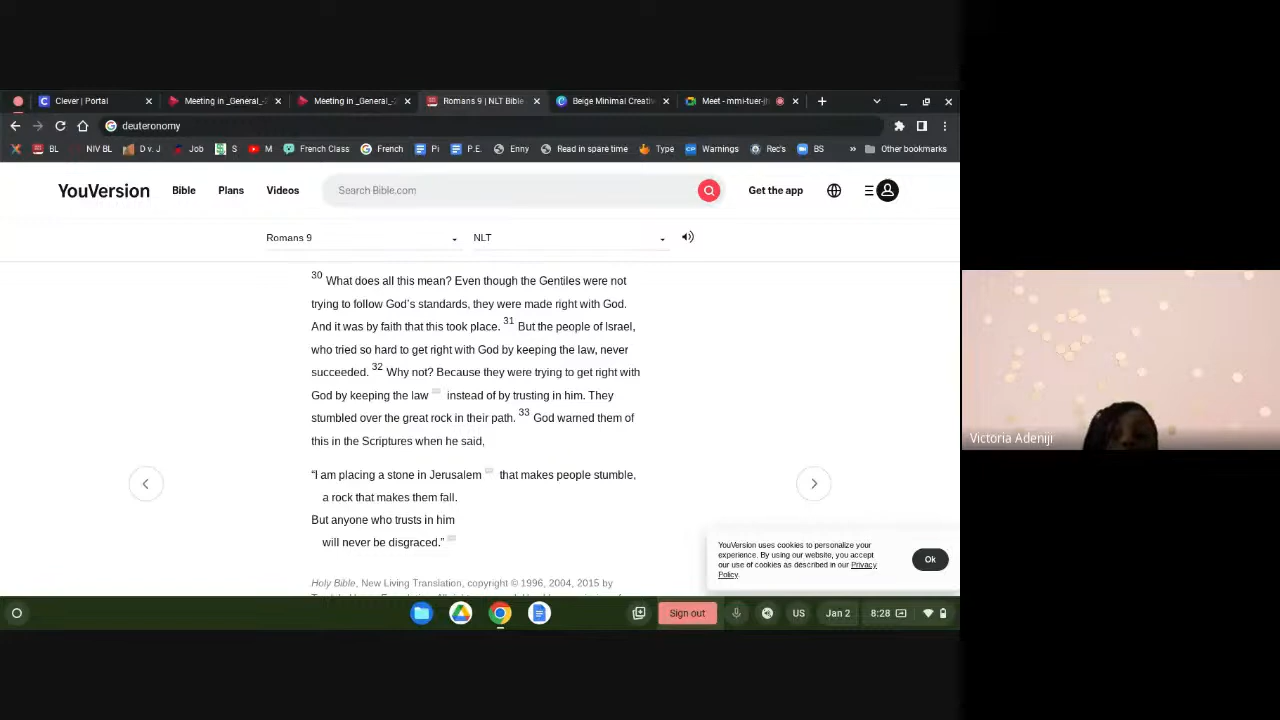 Clever | Portal
Meeting in _General_-
Meeting in _General_-
Romans 9 | NLT Bible
Beige Minimal Creativ
Meet - mmi-tuer-
deuteronomy
BL
NIV BL
D v. J
Job
S
M
French Class
French
Pi
P.E.
Enny
Read in spare time
Type
Warnings
Rec's
BS
»
Other bookmarks
YouVersion
Bible
Plans
Videos
Search Bible.com
Get the app
Romans 9
NLT
30 What does all this mean? Even though the Gentiles were not
trying to follow God's standards, they were made right with God.
And it was by faith that this took place. 31 But the people of Israel,
who tried so hard to get right with God by keeping the law, never
succeeded. 32 Why not? Because they were trying to get right with
God by keeping the law instead of by trusting in him. They
stumbled over the great rock in their path. 33 God warned them of
this in the Scriptures when he said,
“I am placing a stone in Jerusalem that makes people stumble,
a rock that makes them fall.
But anyone who trusts in him
will never be disgraced.”
Holy Bible, New Living Translation, copyright © 1996, 2004, 2015 by
YouVersion uses cookies to personalize your
experience. By using our website, you accept
our use of cookies as described in our Privacy
Policy.
Ok
Sign out
US
Jan 2
8:28
Victoria Adeniji